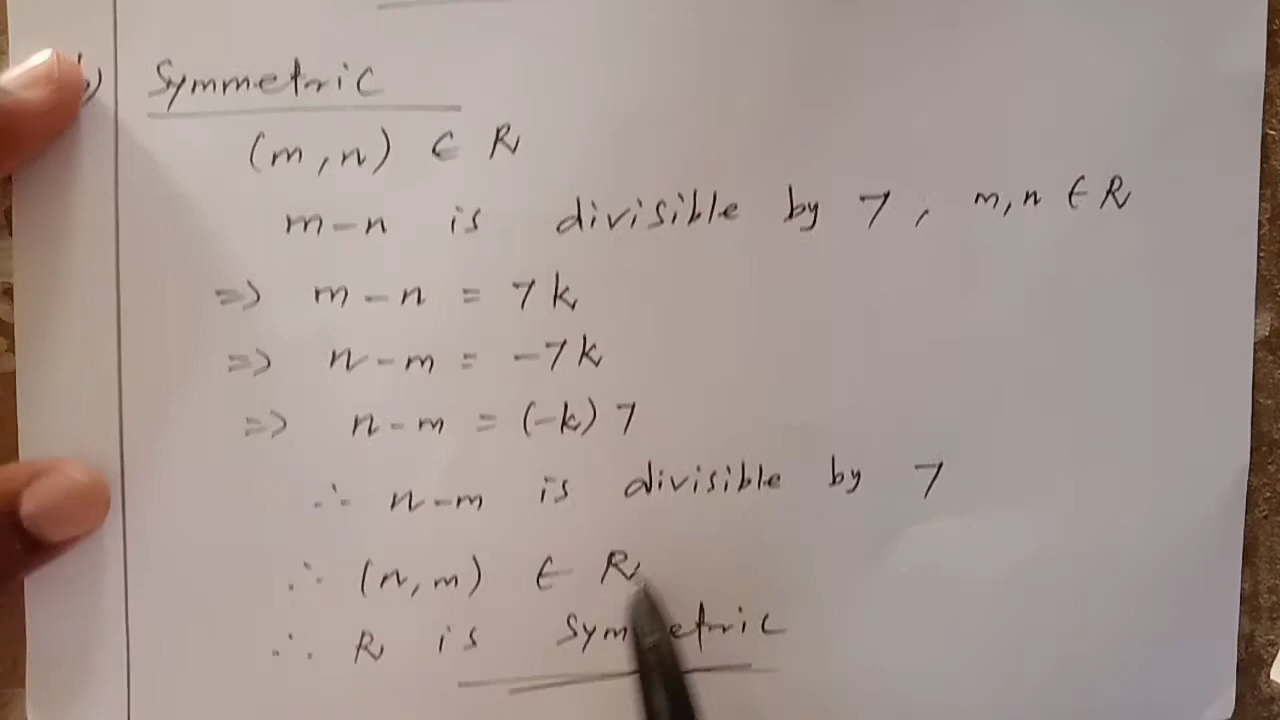 b) Symmetric
(m,n) ∈ R
m-n is divisible by 7, m,n ∈ R
=> m-n = 7k
=> n-m = -7k
=> n-m = (-k) 7
∴ n-m is divisible by 7
∴ (n,m) ∈ R
∴ R is Symmetric